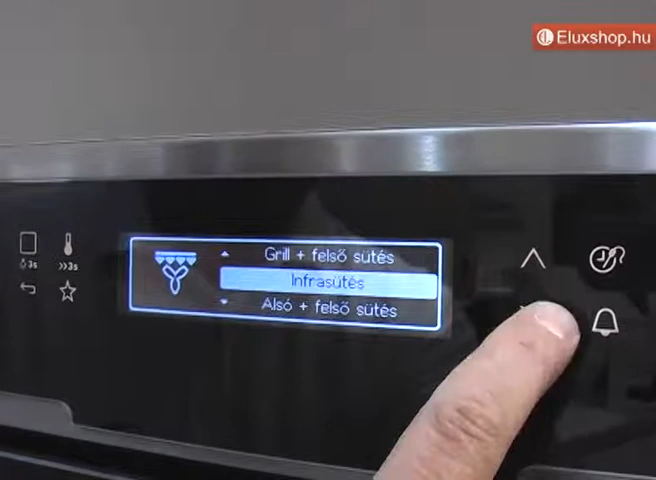 Eluxshop.hu
3s
3s
Grill + felső sütés
Infrasütés
Alsó + felső sütés